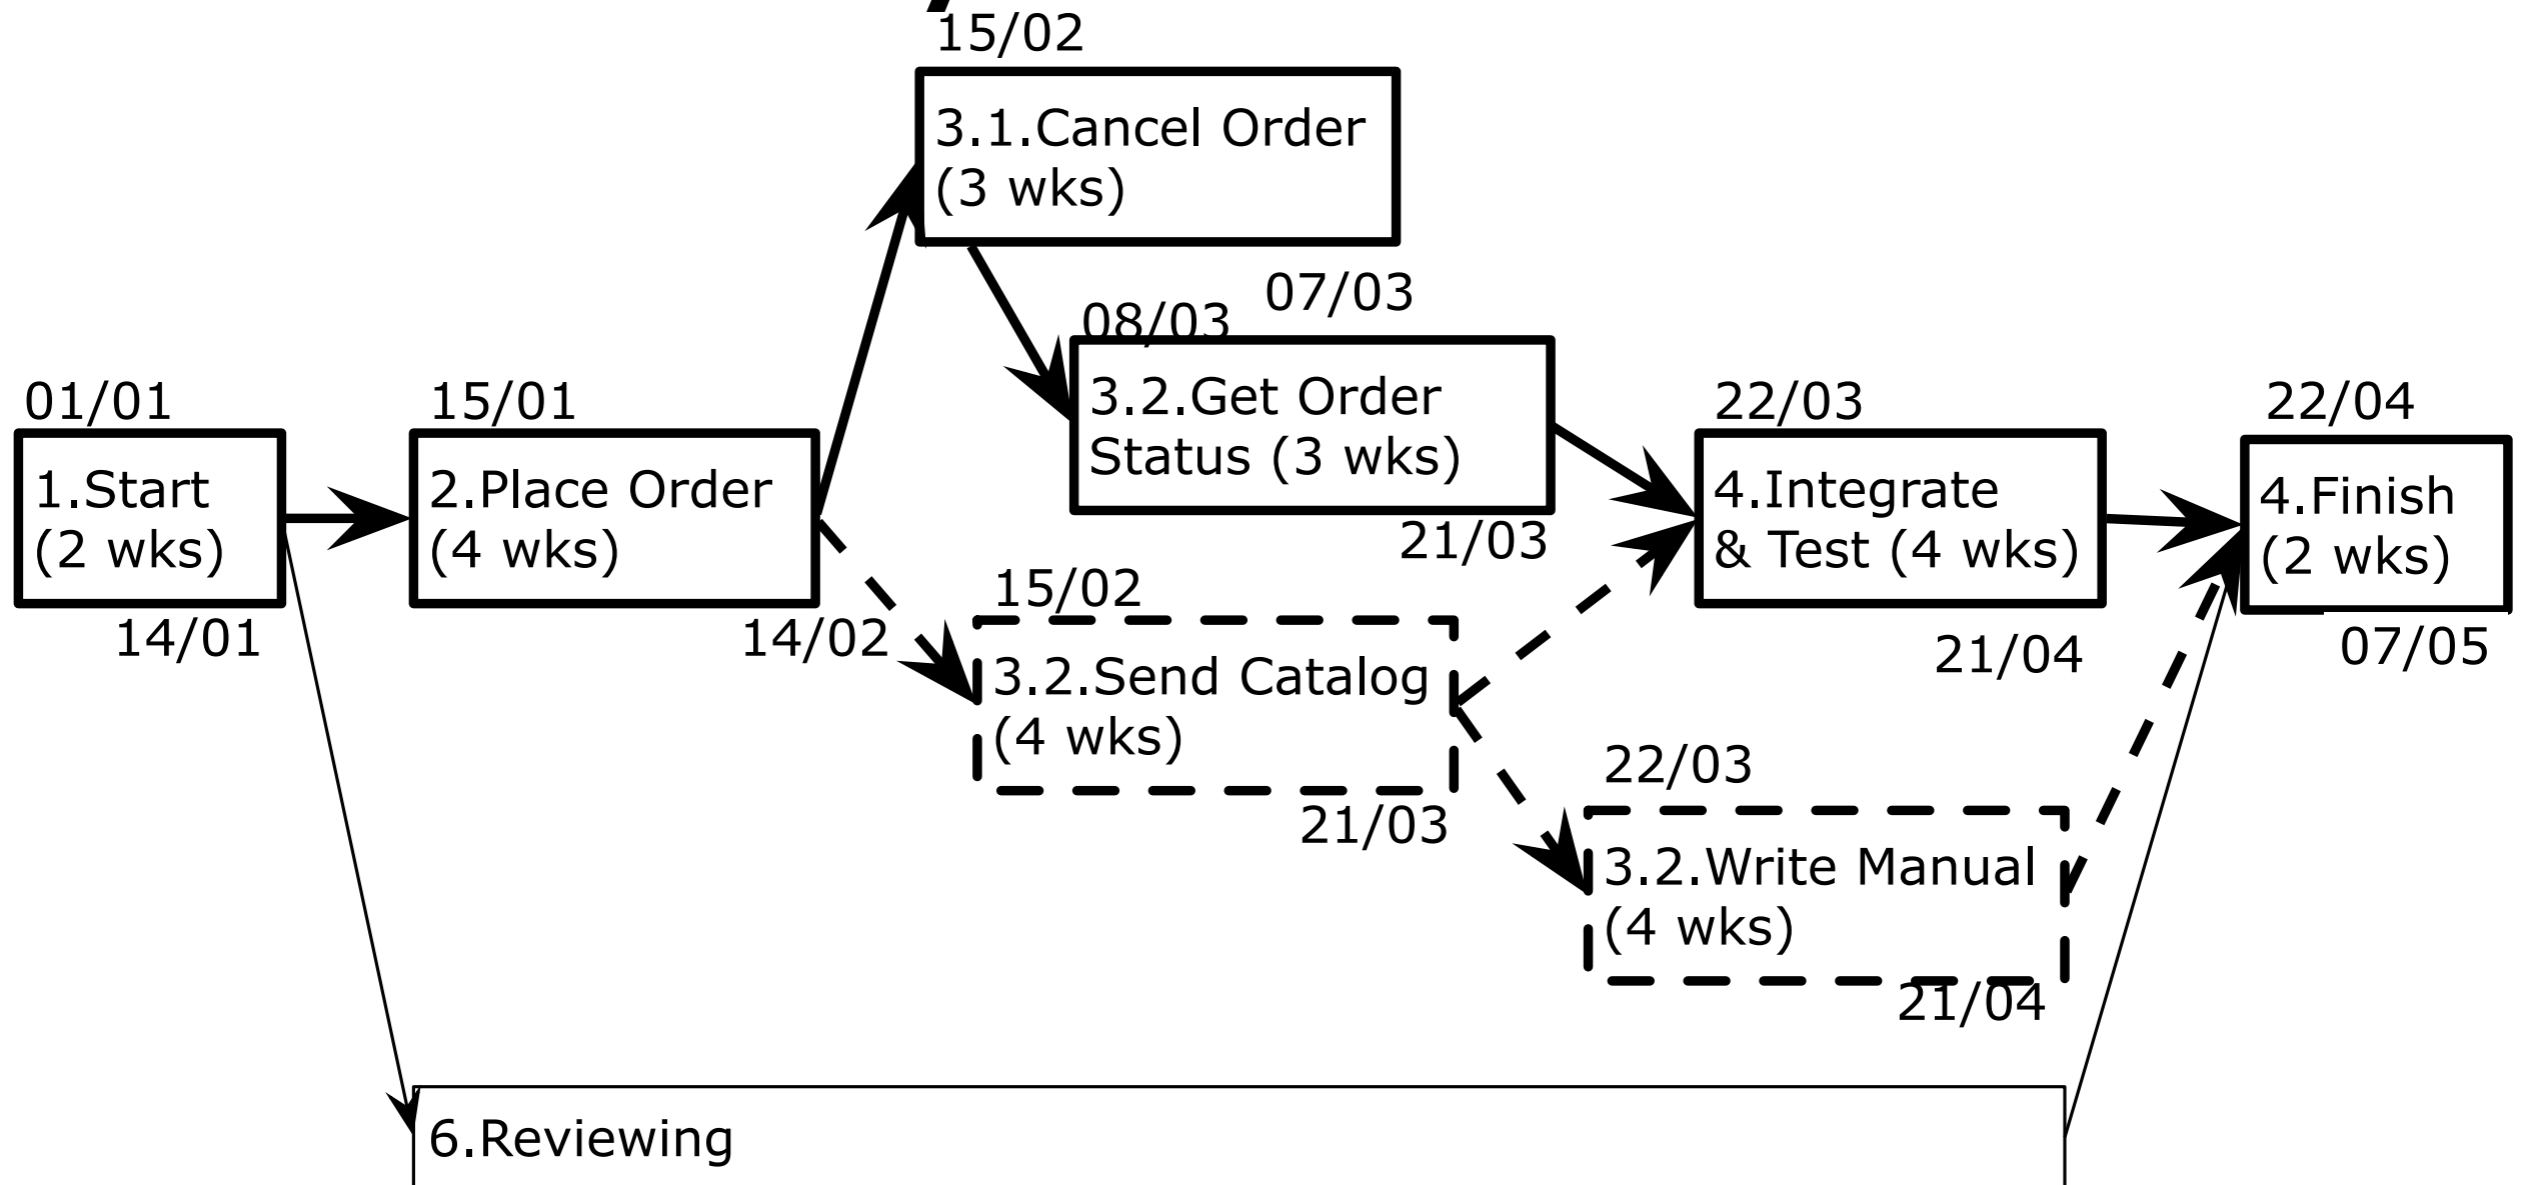 15/02
3.1.Cancel Order
(3 wks)
07/03
08/03
3.2.Get Order
Status (3 wks)
21/03
01/01
1.Start
(2 wks)
14/01
15/01
2.Place Order
(4 wks)
14/02
15/02
3.2.Send Catalog
(4 wks)
21/03
22/03
4.Integrate
& Test (4 wks)
21/04
22/04
4.Finish
(2 wks)
07/05
22/03
3.2.Write Manual
(4 wks)
21/04
6.Reviewing